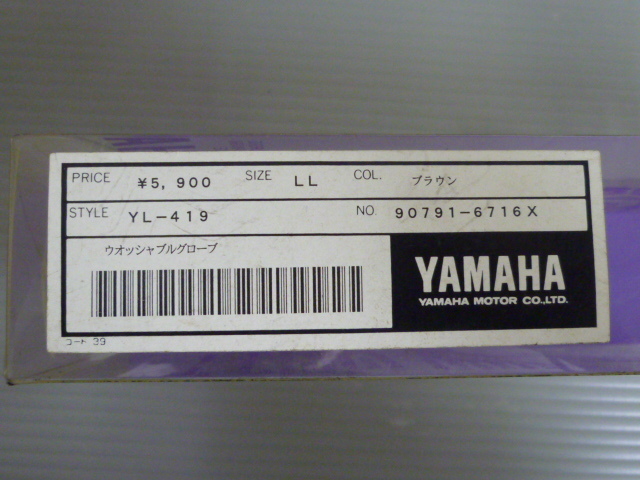 PRICE ¥5,900 SIZE LL COL. ブラウン
STYLE YL-419 NO. 90791-6716X
ウオッシャブルグローブ
YAMAHA
YAMAHA MOTOR CO.,LTD.
コード 39